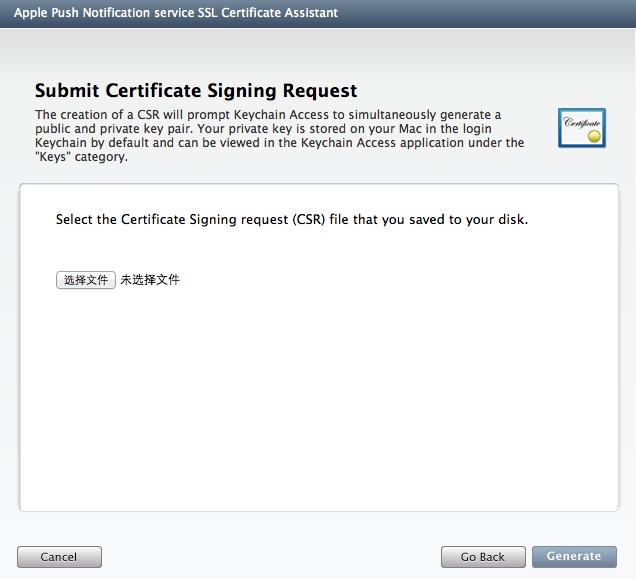 Apple Push Notification service SSL Certificate Assistant
Submit Certificate Signing Request
The creation of a CSR will prompt Keychain Access to simultaneously generate a
public and private key pair. Your private key is stored on your Mac in the login
Keychain by default and can be viewed in the Keychain Access application under the
"Keys" category.
Certificate
Select the Certificate Signing request (CSR) file that you saved to your disk.
选择文件 未选择文件
Cancel Go Back Generate